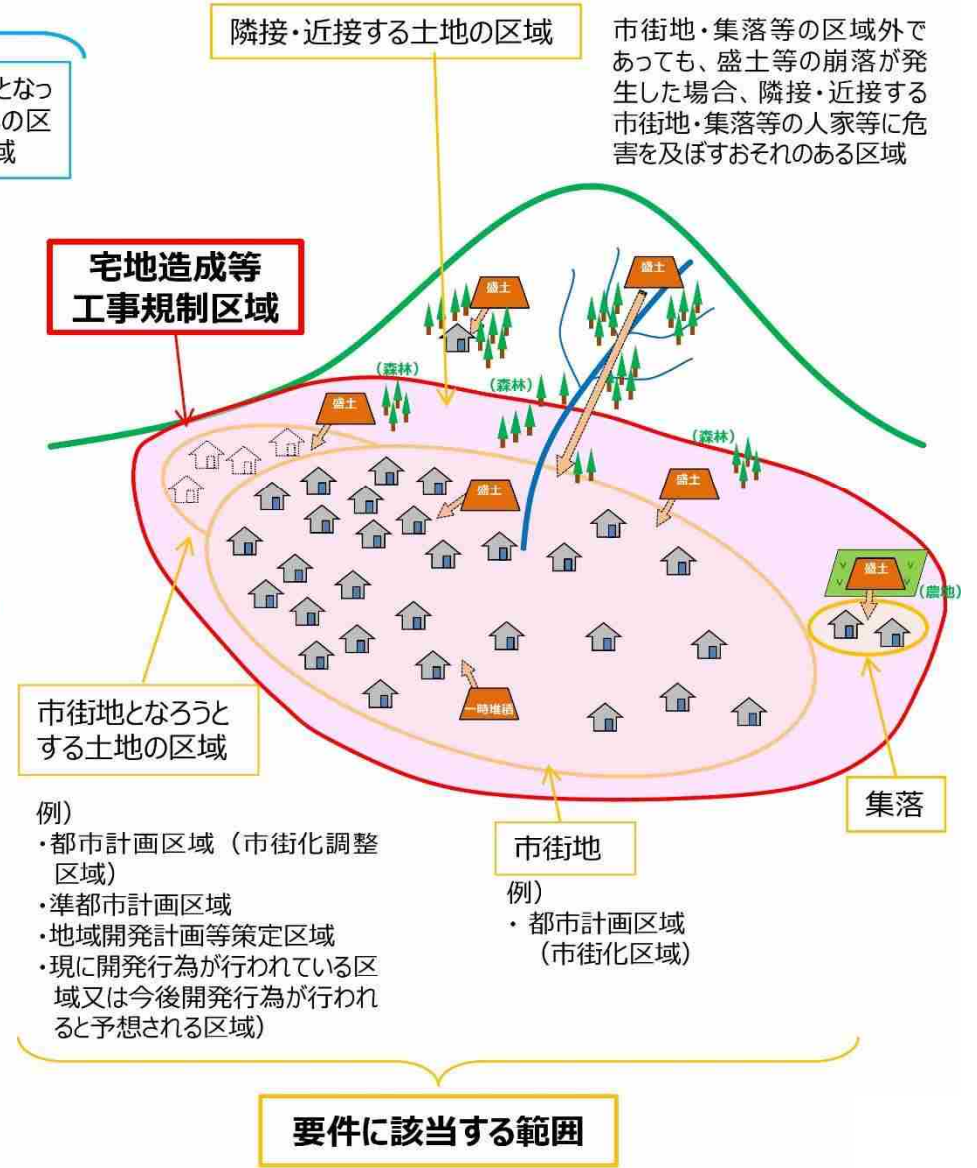 となっ
の区
域
隣接・近接する土地の区域
市街地・集落等の区域外で
あっても、盛土等の崩落が発
生した場合、隣接・近接する
市街地・集落等の人家等に危
害を及ぼすおそれのある区域
宅地造成等
工事規制区域
盛土
盛土
(森林)
(森林)
盛土
(森林)
盛土
盛土
盛土
(農地)
一時堆積
市街地となろうと
する土地の区域
集落
市街地
例)
・都市計画区域（市街化調整
区域）
・準都市計画区域
・地域開発計画等策定区域
・現に開発行為が行われている区
域又は今後開発行為が行われ
ると予想される区域）
例)
・ 都市計画区域
（市街化区域）
要件に該当する範囲